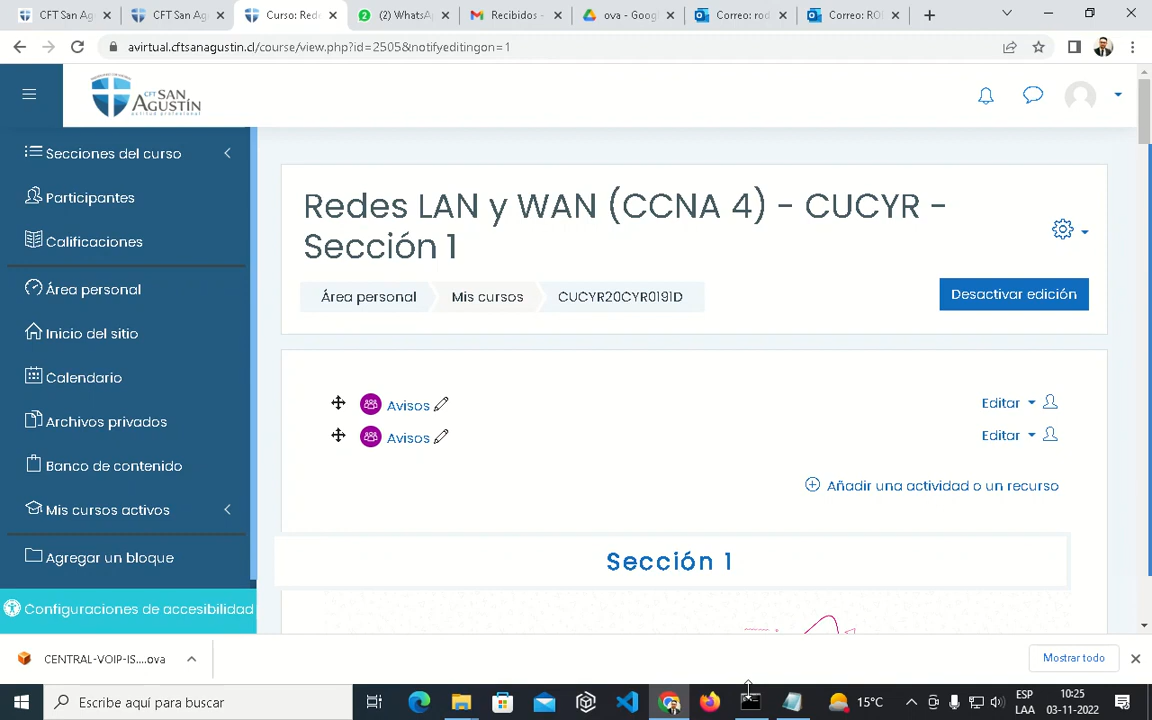 CFT San Ag
CFT San Ag
Curso: Red
(2) WhatsA
Recibidos -
ova - Goog
Correo: rod
Correo: RO
avirtual.cftsanagustin.cl/course/view.php?id=2505&notifyeditingon=1
CFT SAN
AGUSTÍN
actitud profesional
Secciones del curso
Participantes
Calificaciones
Área personal
Inicio del sitio
Calendario
Archivos privados
Banco de contenido
Mis cursos activos
Agregar un bloque
Configuraciones de accesibilidad
Redes LAN y WAN (CCNA 4) - CUCYR -
Sección 1
Área personal
Mis cursos
CUCYR20CYR0191D
Desactivar edición
Avisos
Editar
Avisos
Editar
Añadir una actividad o un recurso
Sección 1
CENTRAL-VOIP-IS....ova
Mostrar todo
Escribe aquí para buscar
15°C
ESP
LAA
10:25
03-11-2022